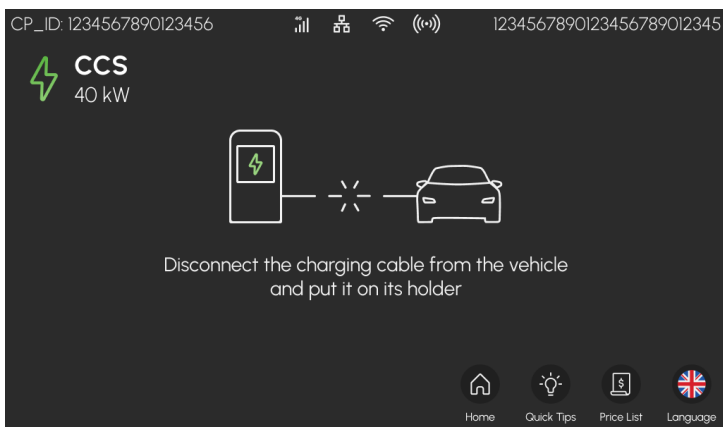 CP_ID: 1234567890123456
1234567890123456789012345
CCS
40 kW
Disconnect the charging cable from the vehicle
and put it on its holder
$
Home
Quick Tips
Price List
Language